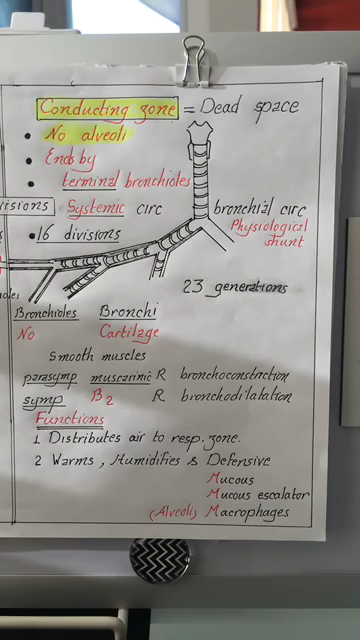 Conducting zone = Dead space
• No alveoli
• Ends by
• terminal bronchioles
visions Systemic circ bronchial circ
Physiological shunt
• 16 divisions
23 generations
Bronchioles Bronchi
No Cartilage
Smooth muscles
parasymp muscarinic R bronchoconstriction
symp B2 R bronchodilatation
Functions
1 Distributes air to resp. zone.
2 Warms, Humidifies & Defensive
Mucous
Mucous escalator
(Alveoli) Macrophages